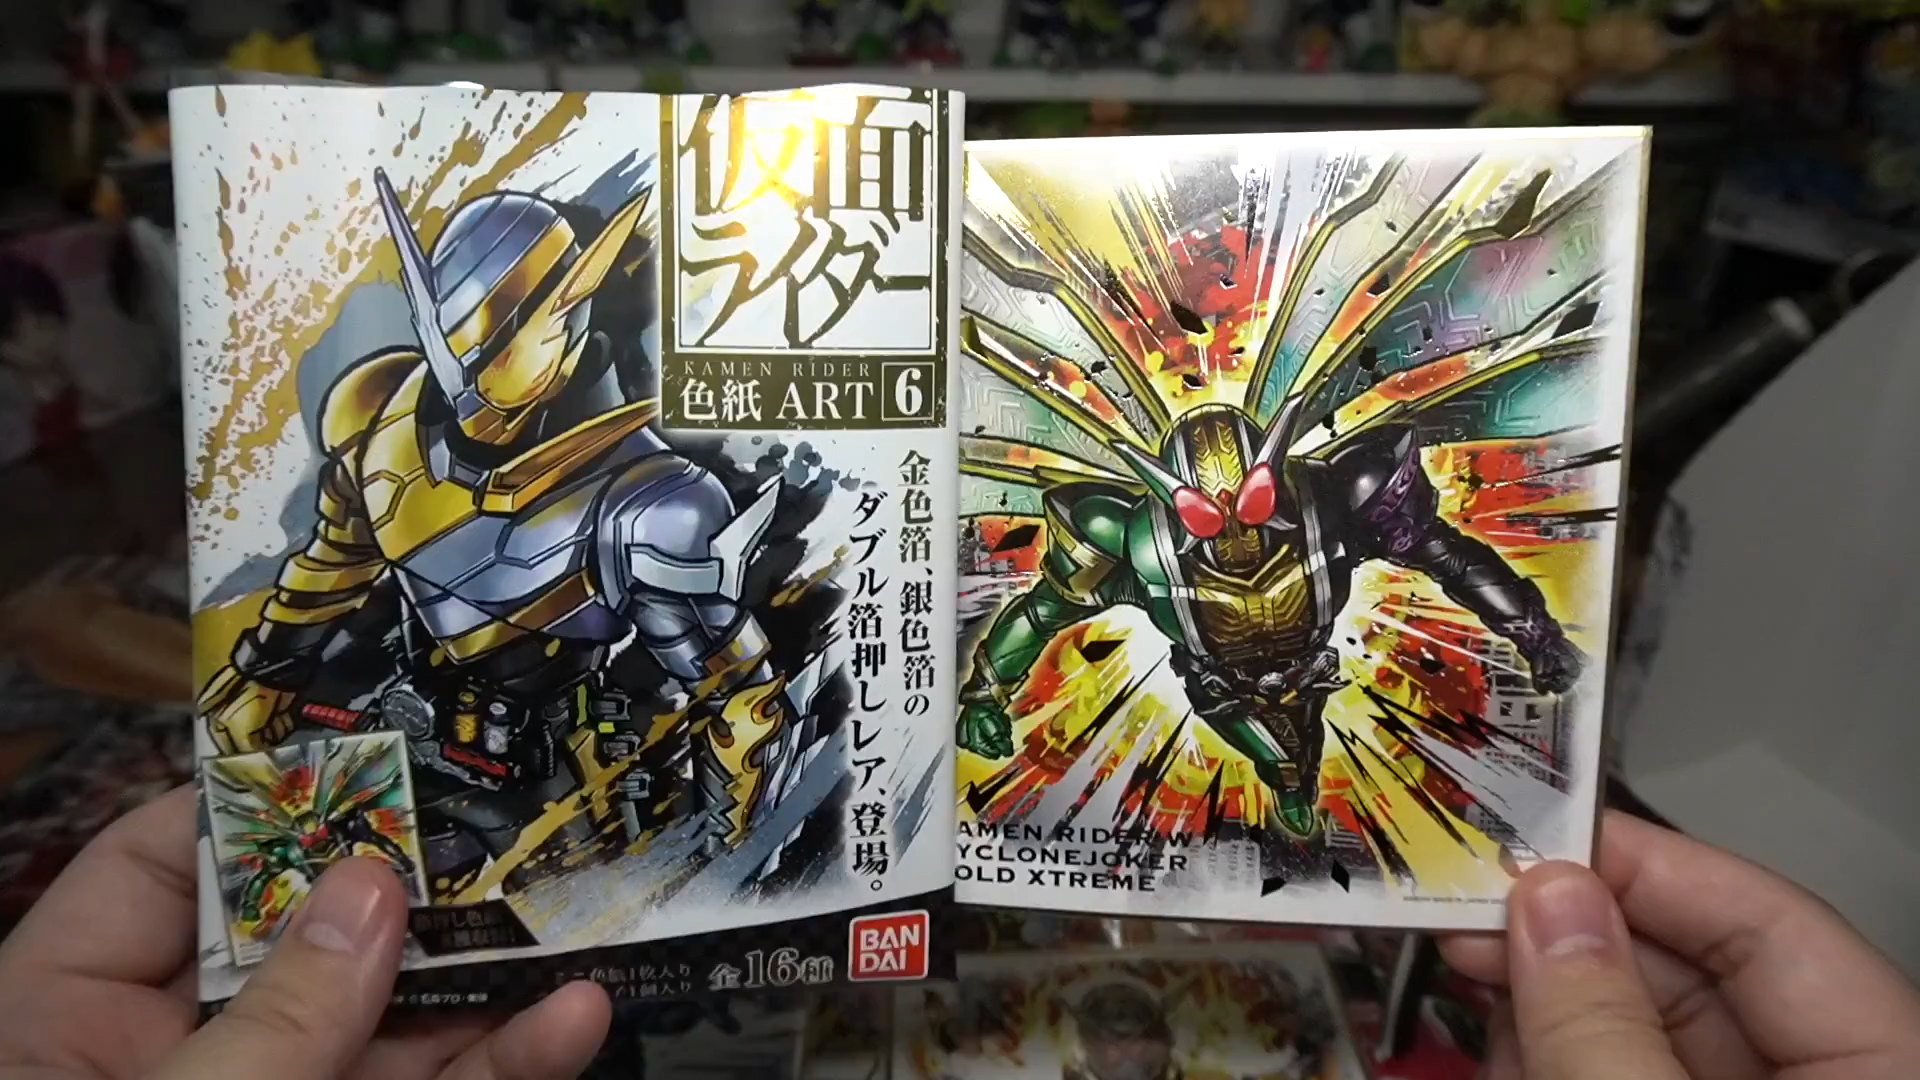 仮面
ライダー
KAMEN RIDER
色紙 ART 6
金色箔、銀色箔の
ダブル箔押しレア、登場。
全16種
BAN
DAI
AMEN RIDER W
YCLONEJOKER
OLD XTREME